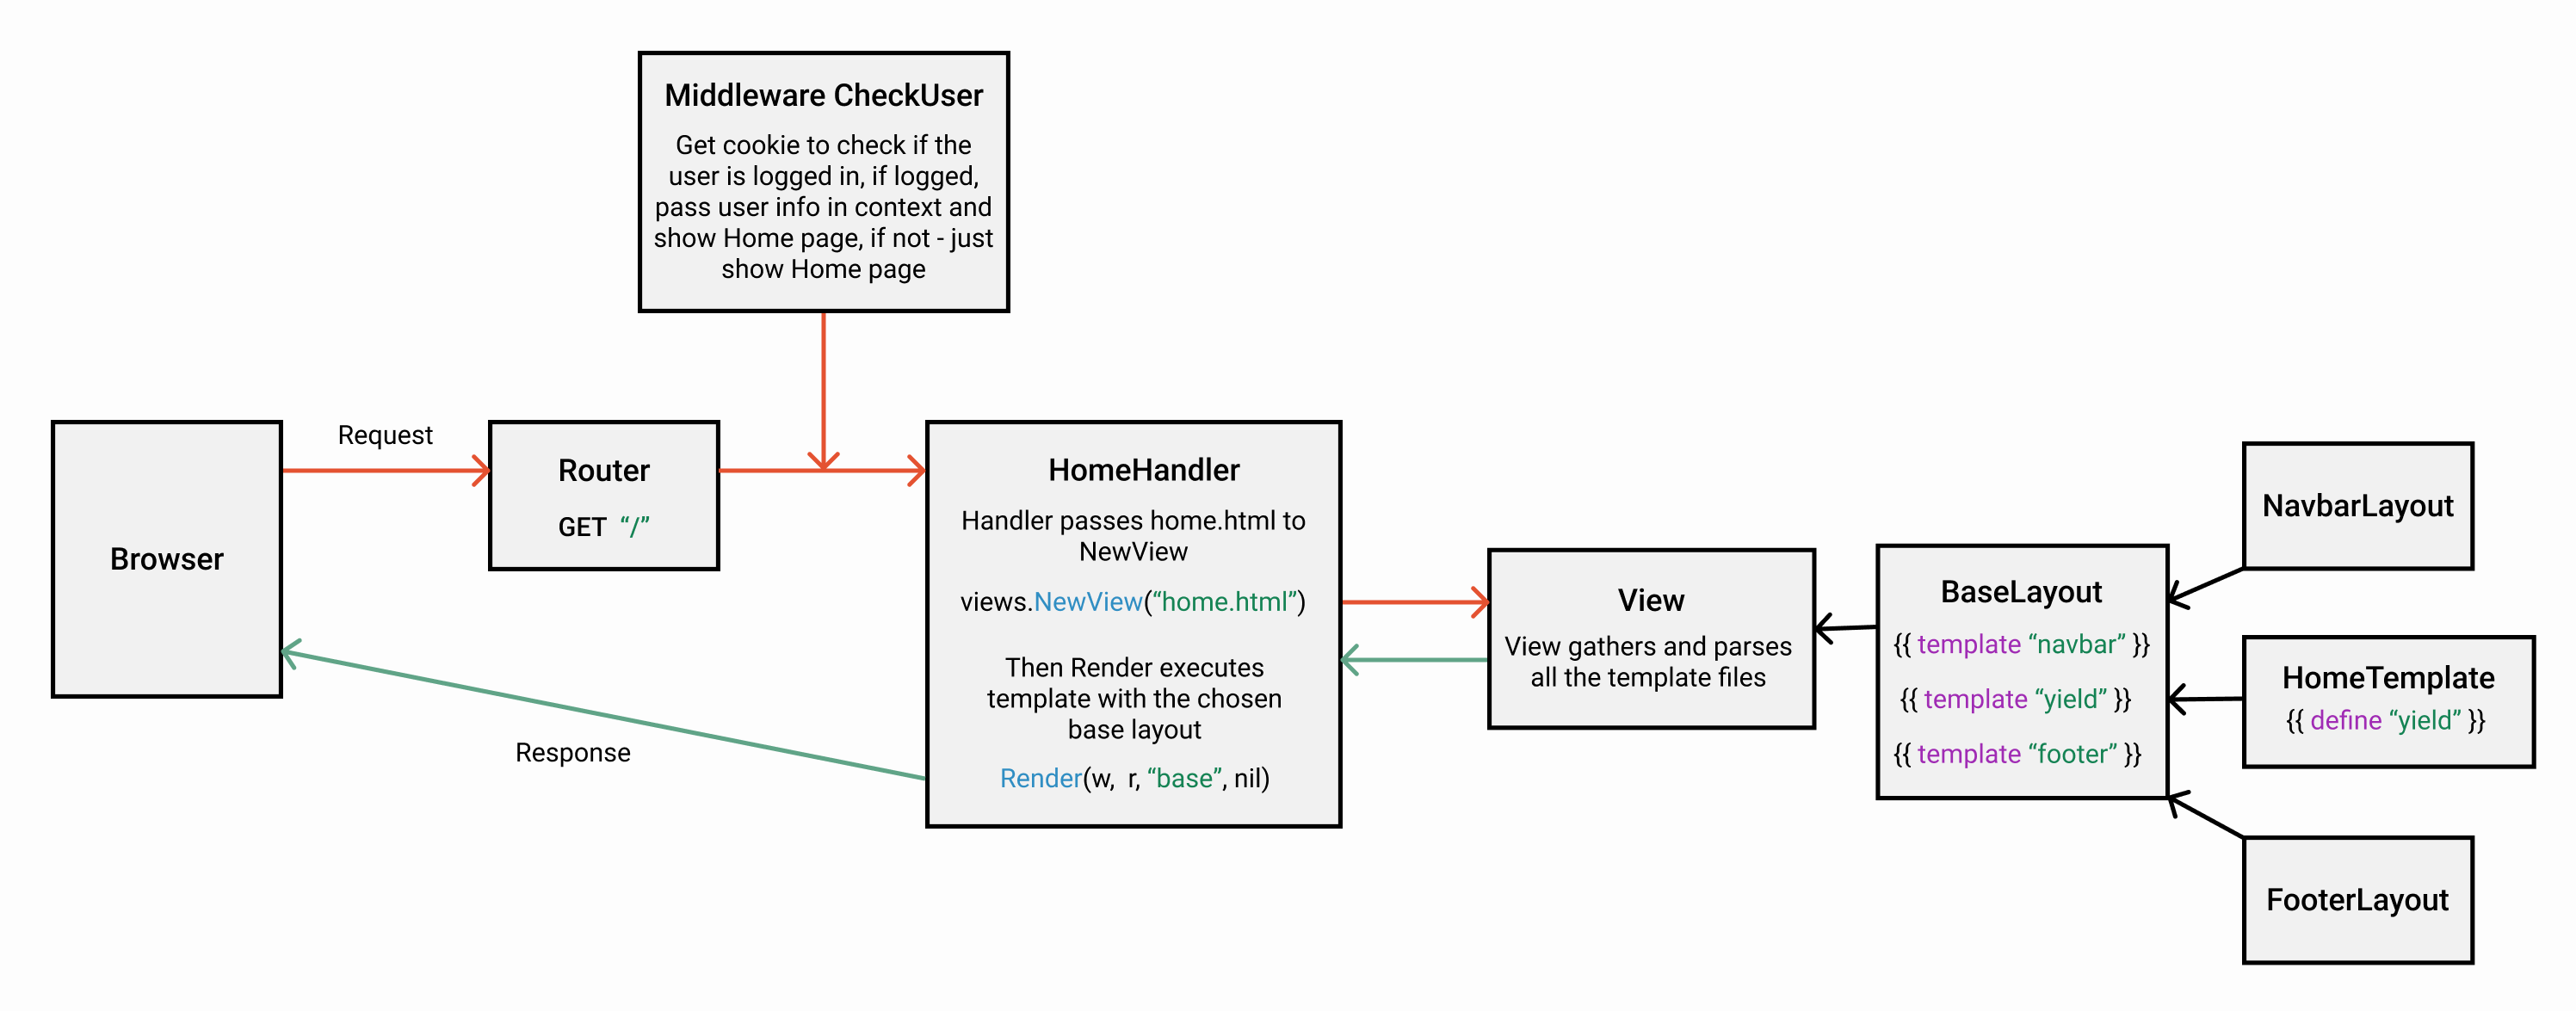 Middleware CheckUser
Get cookie to check if the
user is logged in, if logged,
pass user info in context and
show Home page, if not - just
show Home page
Browser
Request
Router
GET “/”
Response
HomeHandler
Handler passes home.html to
NewView
views.NewView(“home.html”)
Then Render executes
template with the chosen
base layout
Render(w, r, “base”, nil)
View
View gathers and parses
all the template files
BaseLayout
{{ template “navbar” }}
{{ template “yield” }}
{{ template “footer” }}
NavbarLayout
HomeTemplate
{{ define “yield” }}
FooterLayout